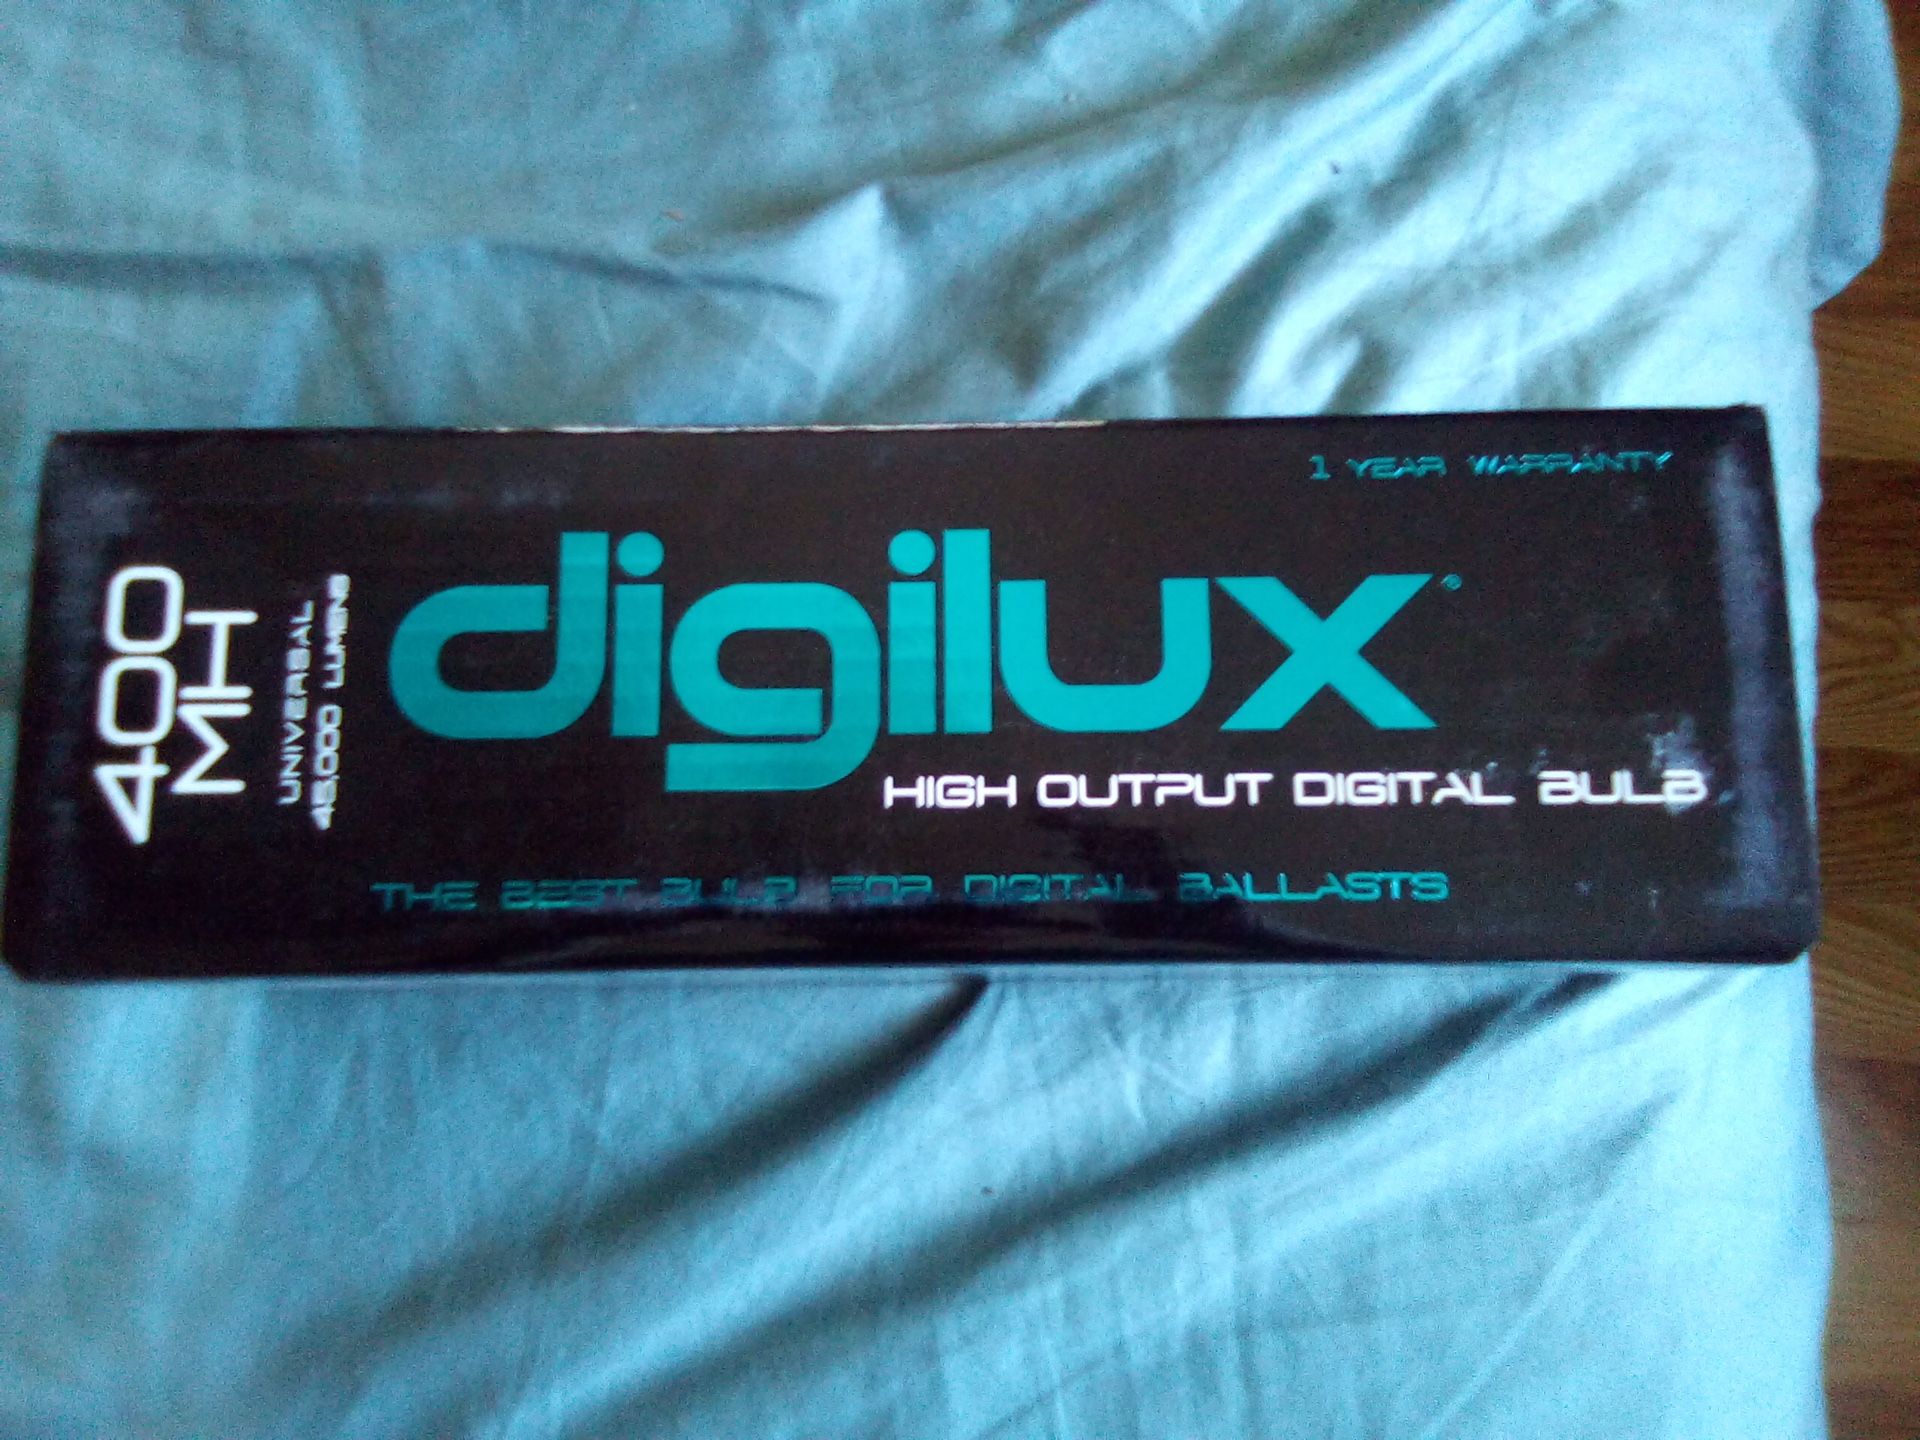 1 YEAR WARRANTY
400
MH
UNIVERSAL
45,000 LUMENS
digilux®
HIGH OUTPUT DIGITAL BULB
THE BEST BULB FOR DIGITAL BALLASTS